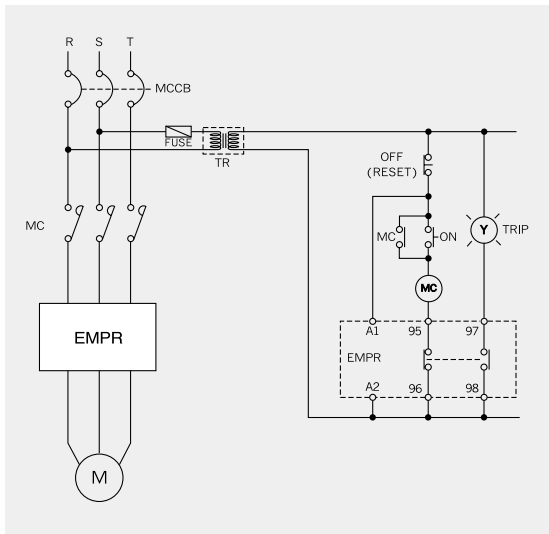 R S T
MCCB
FUSE
TR
OFF
(RESET)
MC
MC
ON
Y
TRIP
MC
EMPR
A1
95
97
EMPR
A2
96
98
M